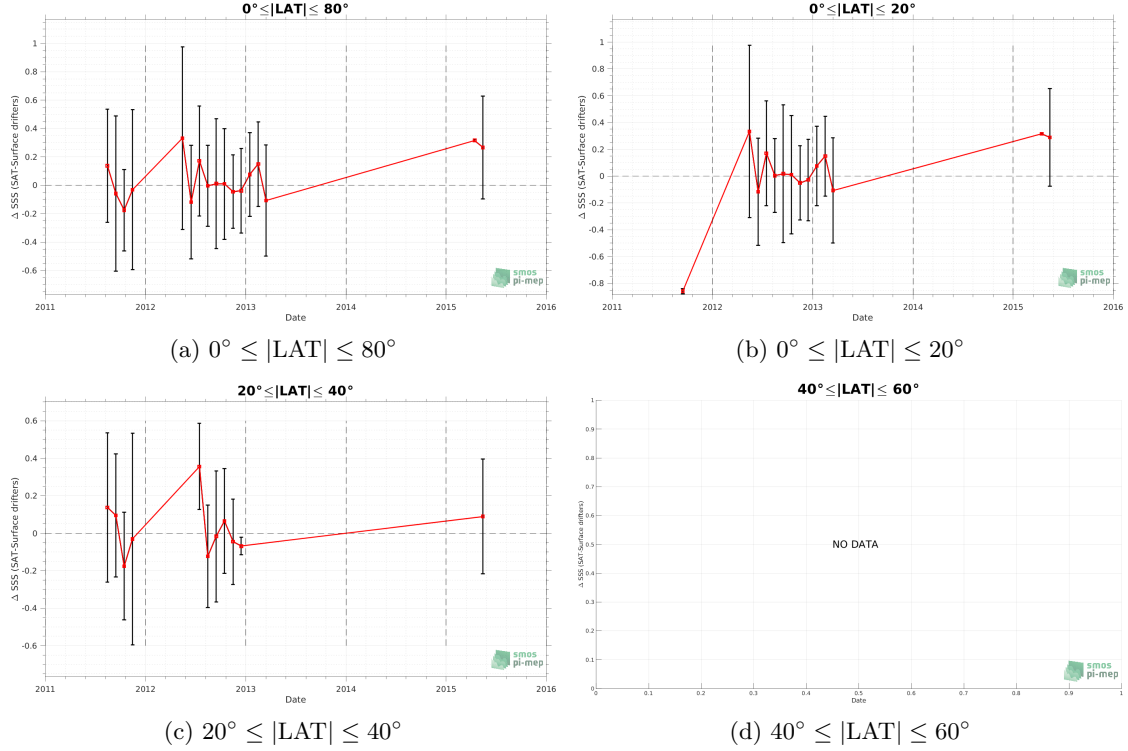 0°≤|LAT|≤ 80°
Δ SSS (SAT-Surface drifters)
1
0.8
0.6
0.4
0.2
0
-0.2
-0.4
-0.6
2011 2012 2013 2014 2015 2016
Date
smos
pi-mep
(a) 0° ≤ |LAT| ≤ 80°
0°≤|LAT|≤ 20°
Δ SSS (SAT-Surface drifters)
1
0.8
0.6
0.4
0.2
0
-0.2
-0.4
-0.6
-0.8
2011 2012 2013 2014 2015 2016
Date
smos
pi-mep
(b) 0° ≤ |LAT| ≤ 20°
20°≤|LAT|≤ 40°
Δ SSS (SAT-Surface drifters)
0.6
0.4
0.2
0
-0.2
-0.4
-0.6
2011 2012 2013 2014 2015 2016
Date
smos
pi-mep
(c) 20° ≤ |LAT| ≤ 40°
40°≤|LAT|≤ 60°
Δ SSS (SAT-Surface drifters)
1
0.9
0.8
0.7
0.6
0.5
0.4
0.3
0.2
0.1
0
NO DATA
0 0.1 0.2 0.3 0.4 0.5 0.6 0.7 0.8 0.9 1
Date
smos
pi-mep
(d) 40° ≤ |LAT| ≤ 60°